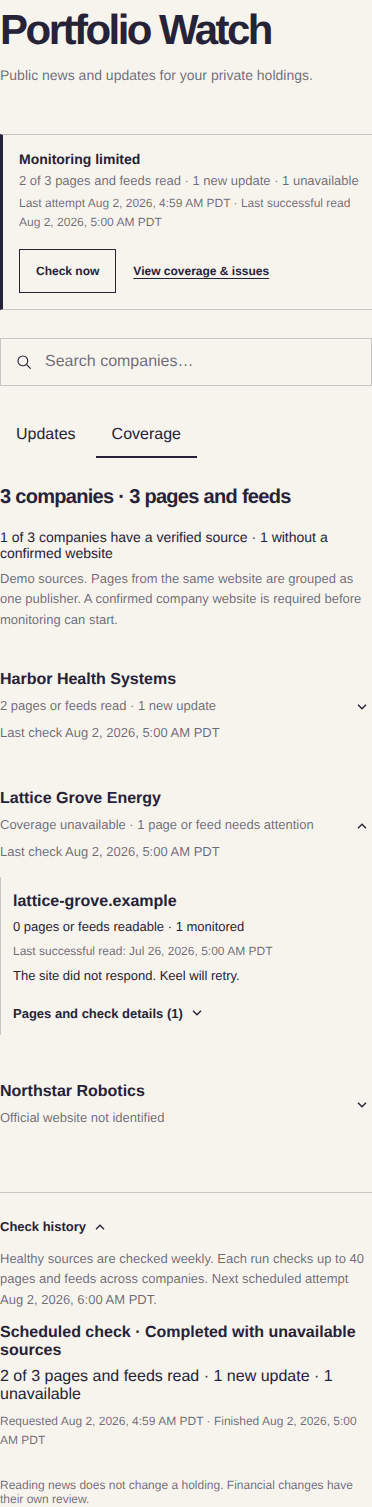 Portfolio Watch
Public news and updates for your private holdings.
Monitoring limited
2 of 3 pages and feeds read · 1 new update · 1 unavailable
Last attempt Aug 2, 2026, 4:59 AM PDT · Last successful read
Aug 2, 2026, 5:00 AM PDT
Check now
View coverage & issues
Search companies…
Updates
Coverage
3 companies · 3 pages and feeds
1 of 3 companies have a verified source · 1 without a
confirmed website
Demo sources. Pages from the same website are grouped as
one publisher. A confirmed company website is required before
monitoring can start.
Harbor Health Systems
2 pages or feeds read · 1 new update
Last check Aug 2, 2026, 5:00 AM PDT
Lattice Grove Energy
Coverage unavailable · 1 page or feed needs attention
Last check Aug 2, 2026, 5:00 AM PDT
lattice-grove.example
0 pages or feeds readable · 1 monitored
Last successful read: Jul 26, 2026, 5:00 AM PDT
The site did not respond. Keel will retry.
Pages and check details (1)
Northstar Robotics
Official website not identified
Check history
Healthy sources are checked weekly. Each run checks up to 40
pages and feeds across companies. Next scheduled attempt
Aug 2, 2026, 6:00 AM PDT.
Scheduled check · Completed with unavailable
sources
2 of 3 pages and feeds read · 1 new update · 1
unavailable
Requested Aug 2, 2026, 4:59 AM PDT · Finished Aug 2, 2026, 5:00
AM PDT
Reading news does not change a holding. Financial changes have
their own review.